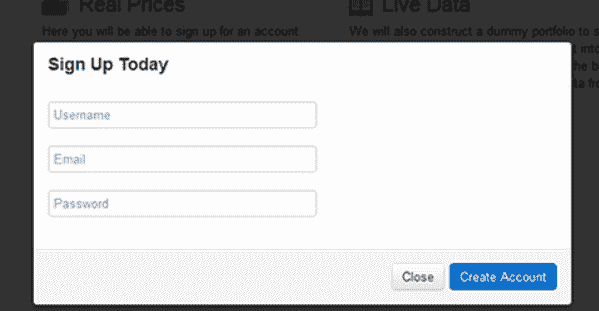 Real Prices
Live Data
Here you will be able to sign up for an account
We will also construct a dummy portfolio to s
Sign Up Today
Username
Email
Password
Close
Create Account